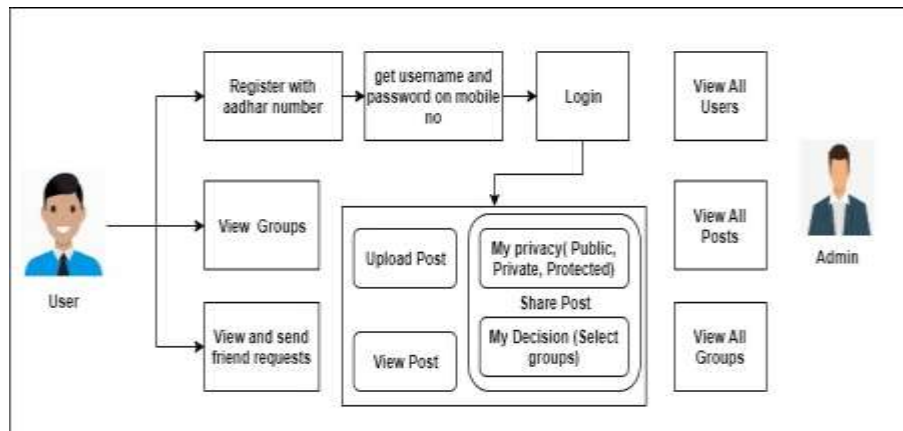 Register with
aadhar number
get username and
password on mobile
no
Login
View All
Users
View Groups
Upload Post
My privacy( Public,
Private, Protected)
Share Post
View Post
My Decision (Select
groups)
View All
Posts
Admin
User
View and send
friend requests
View All
Groups